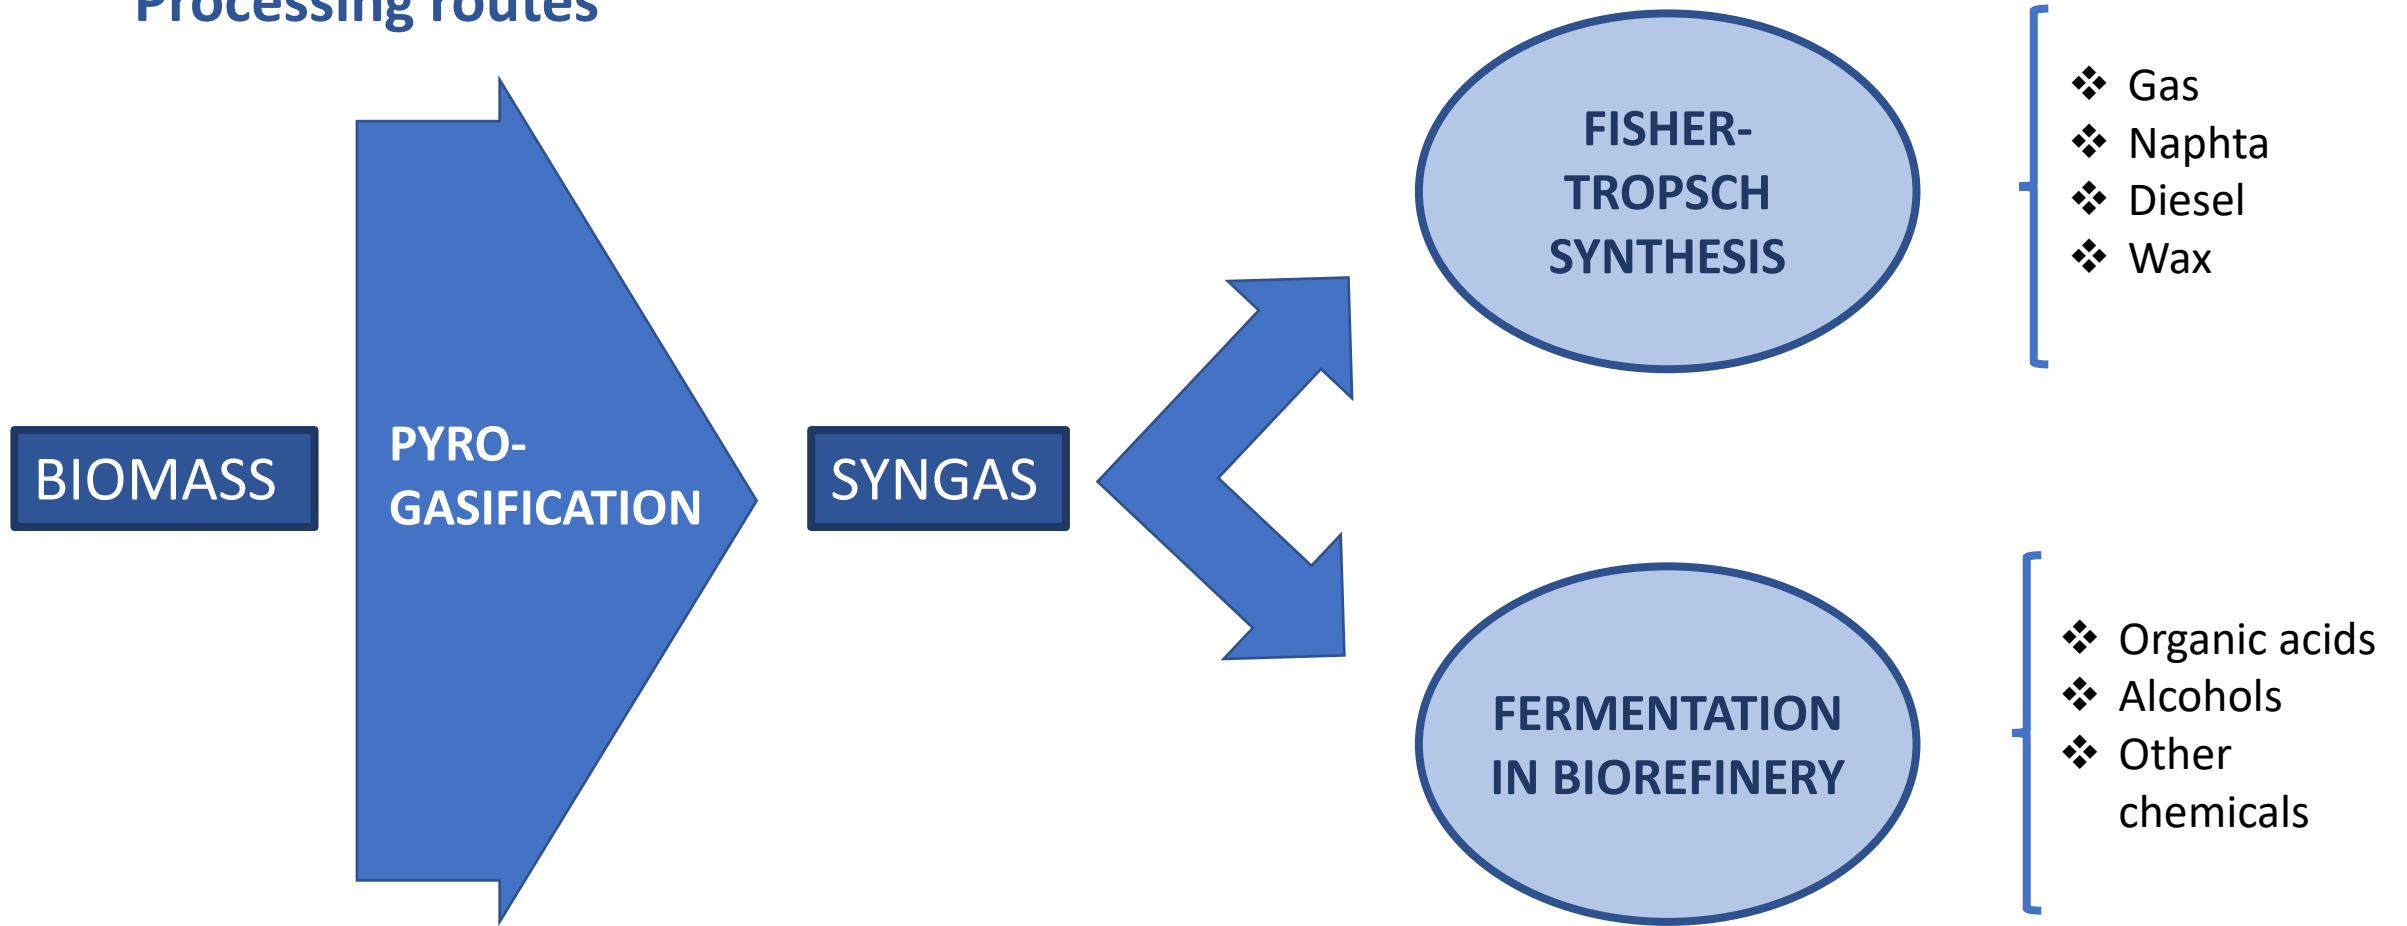 Processing routes
BIOMASS
PYRO-
GASIFICATION
SYNGAS
FISHER-
TROPSCH
SYNTHESIS
❖ Gas
❖ Naphta
❖ Diesel
❖ Wax
FERMENTATION
IN BIOREFINERY
❖ Organic acids
❖ Alcohols
❖ Other
chemicals